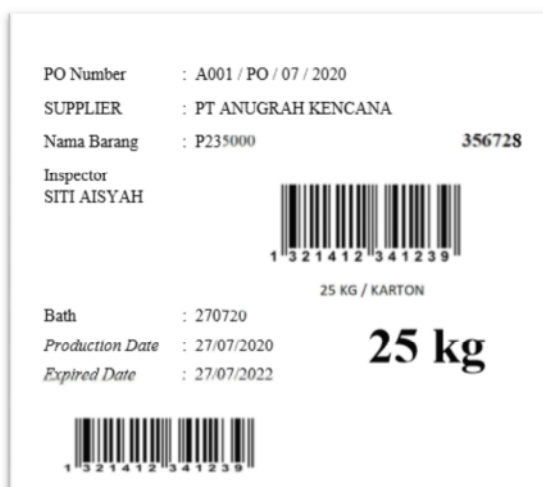 PO Number : A001 / PO / 07 / 2020
SUPPLIER : PT ANUGRAH KENCANA
Nama Barang : P235000 356728
Inspector
SITI AISYAH
1 321412 341239
25 KG / KARTON
Bath : 270720
25 kg
Production Date : 27/07/2020
Expired Date : 27/07/2022
1 321412 341239